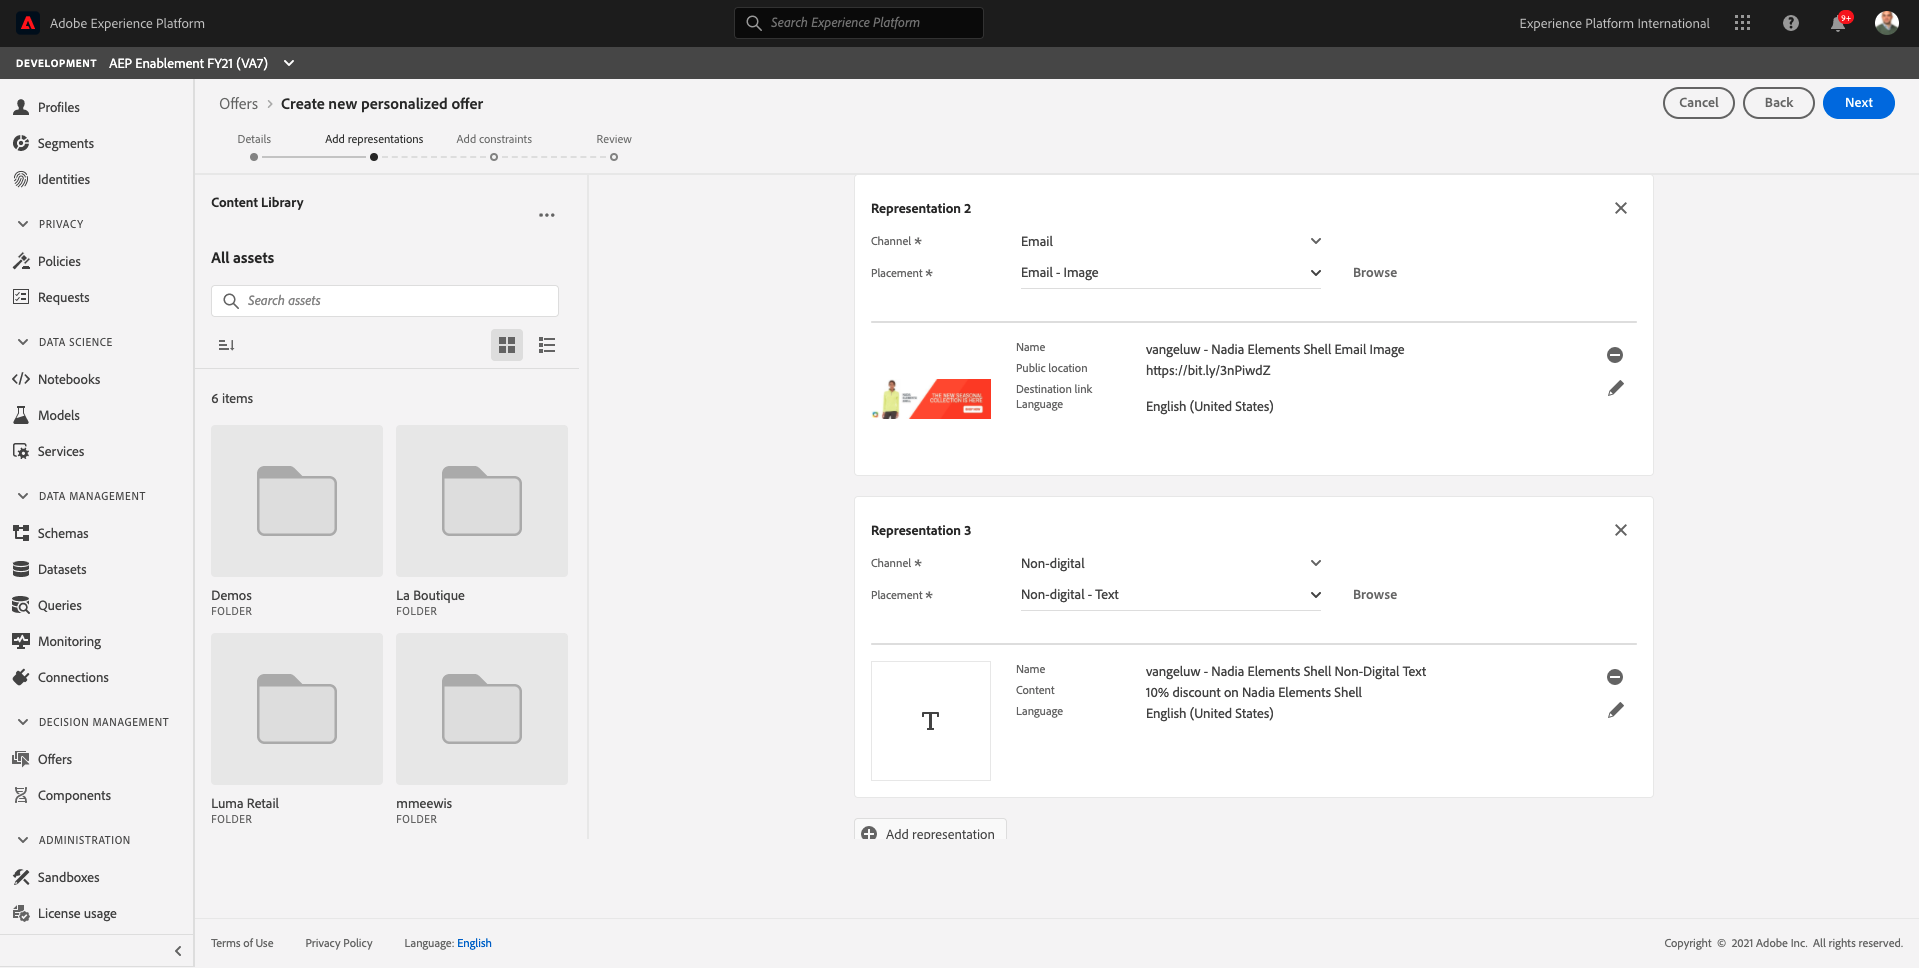 Adobe Experience Platform
Search Experience Platform
Experience Platform International
9+
DEVELOPMENT AEP Enablement FY21 (VA7)
Profiles
Segments
Identities
PRIVACY
Policies
Requests
DATA SCIENCE
Notebooks
Models
Services
DATA MANAGEMENT
Schemas
Datasets
Queries
Monitoring
Connections
DECISION MANAGEMENT
Offers
Components
ADMINISTRATION
Sandboxes
License usage
Offers > Create new personalized offer
Cancel
Back
Next
Details
Add representations
Add constraints
Review
Content Library
All assets
Search assets
6 items
Demos
FOLDER
La Boutique
FOLDER
Luma Retail
FOLDER
mmeewis
FOLDER
Representation 2
Channel * Email
Placement * Email - Image Browse
THE NEW SEASONAL
COLLECTION IS HERE
Name vangeluw - Nadia Elements Shell Email Image
Public location https://bit.ly/3nPiwdZ
Destination link
Language English (United States)
Representation 3
Channel * Non-digital
Placement * Non-digital - Text Browse
T
Name vangeluw - Nadia Elements Shell Non-Digital Text
Content 10% discount on Nadia Elements Shell
Language English (United States)
Add representation
Terms of Use
Privacy Policy
Language: English
Copyright © 2021 Adobe Inc. All rights reserved.